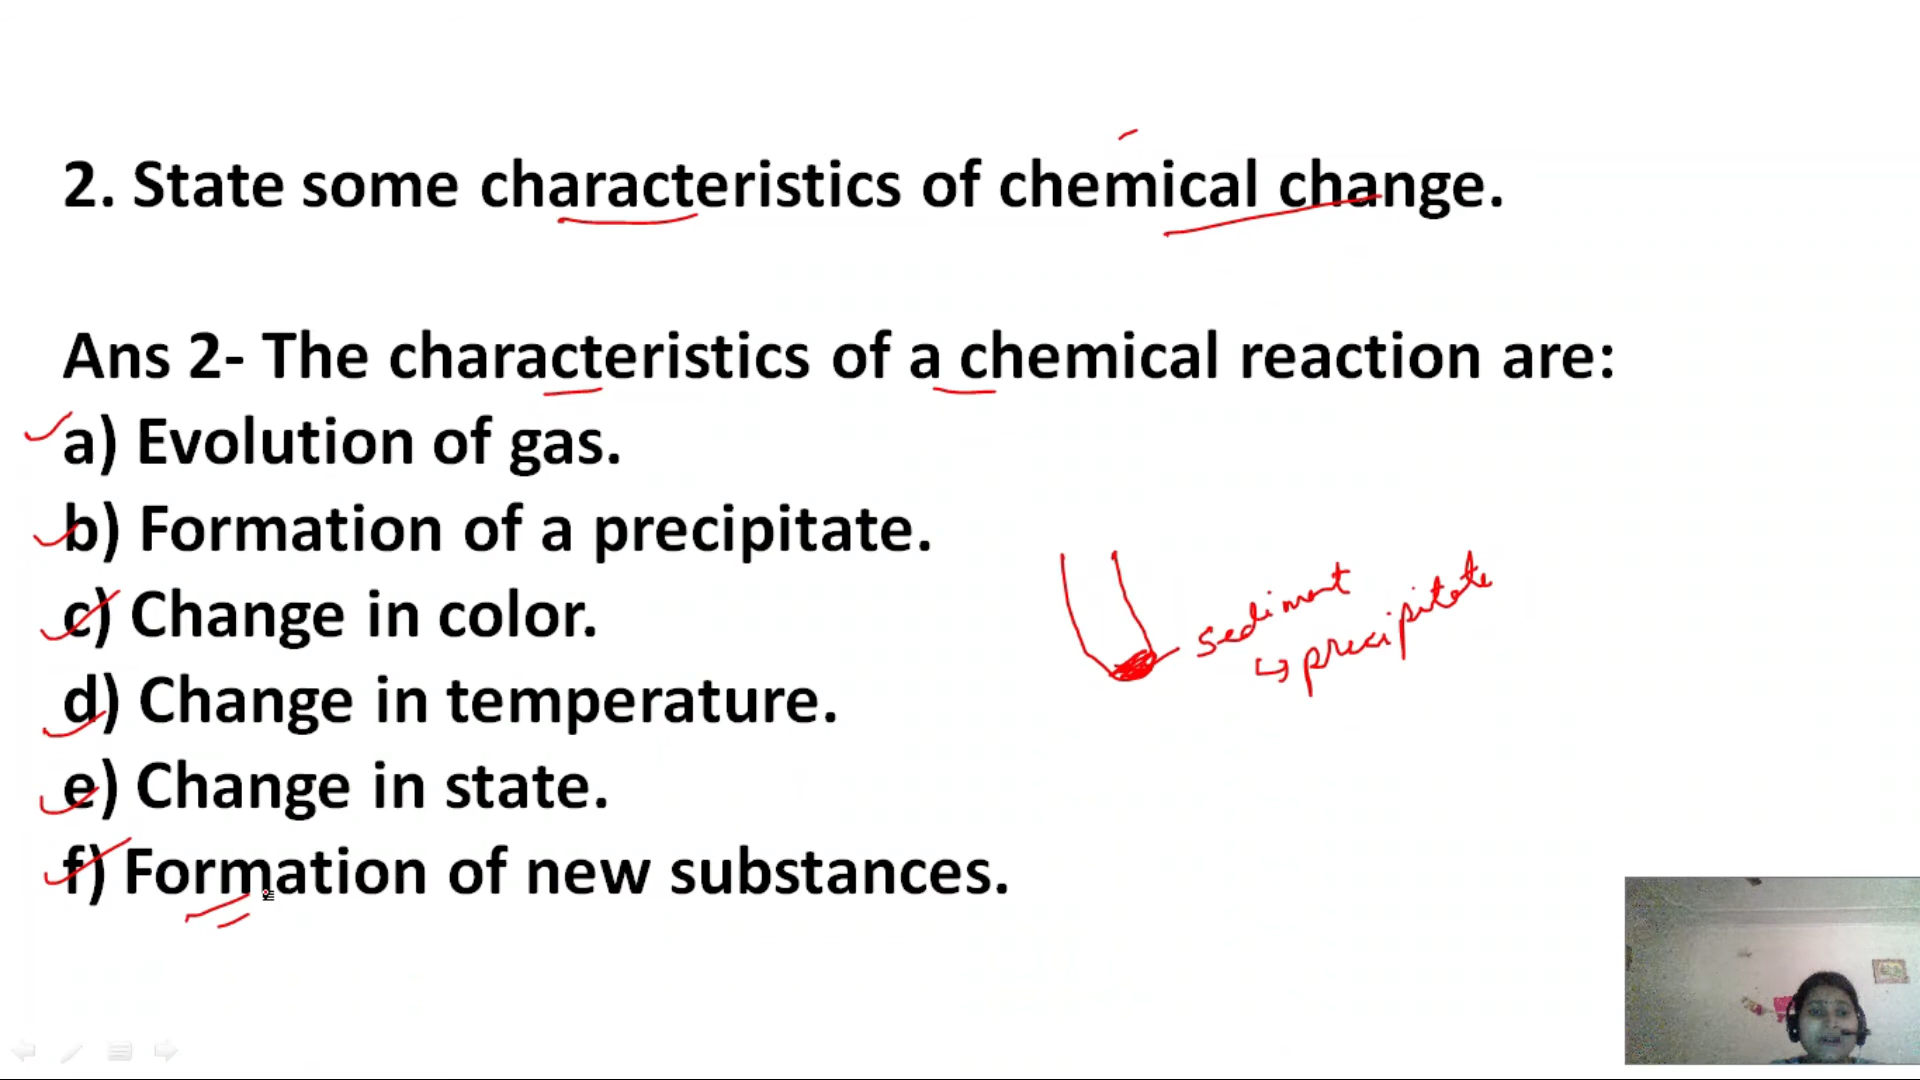 2. State some characteristics of chemical change.
Ans 2- The characteristics of a chemical reaction are:
a) Evolution of gas.
b) Formation of a precipitate.
c) Change in color.
d) Change in temperature.
e) Change in state.
f) Formation of new substances.
sediment
↳ precipitate